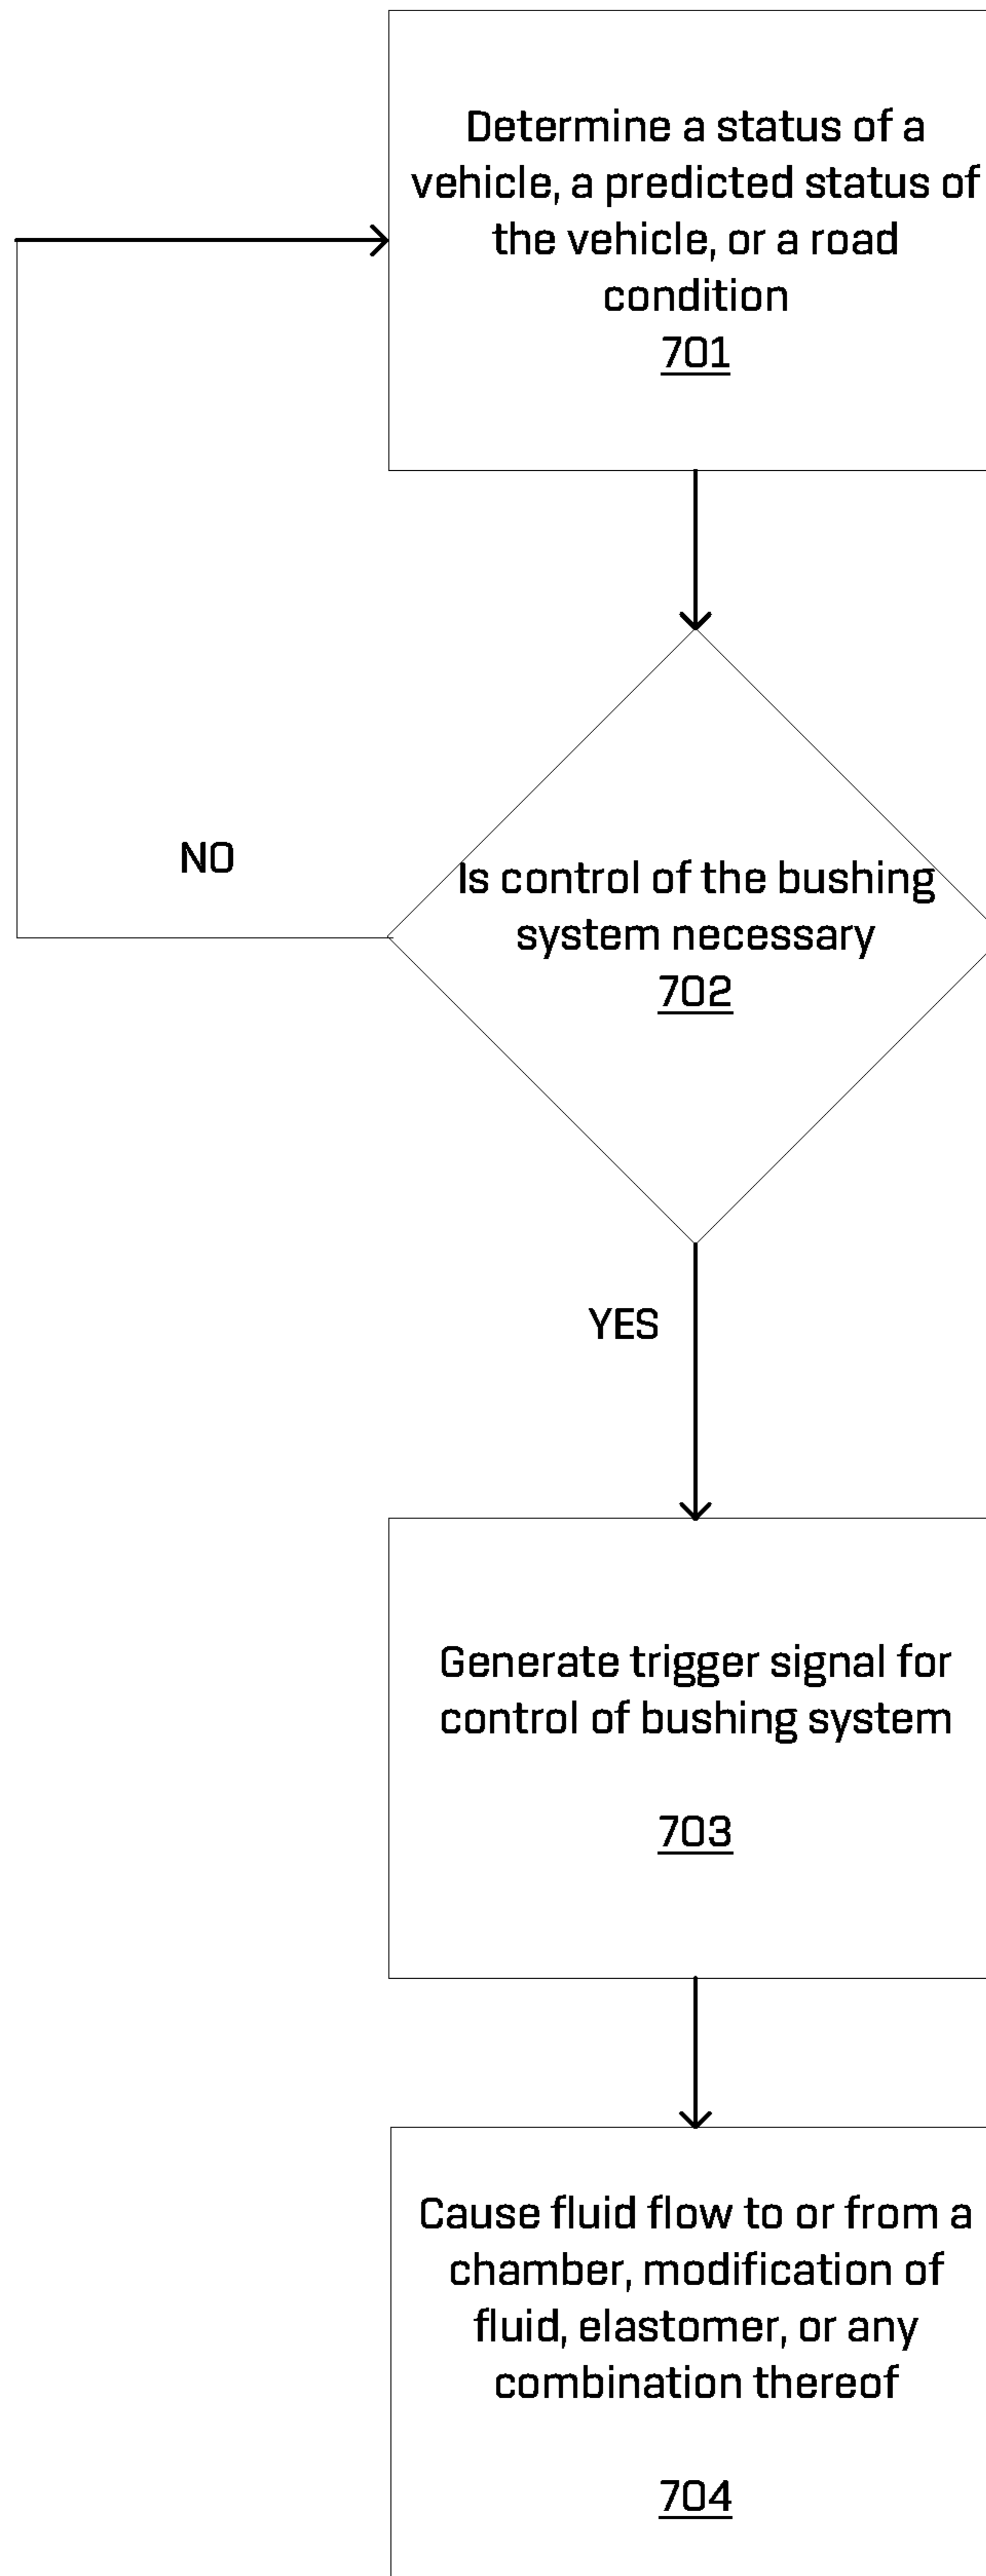 Determine a status of a
vehicle, a predicted status of
the vehicle, or a road
condition
701
NO
Is control of the bushing
system necessary
702
YES
Generate trigger signal for
control of bushing system
703
Cause fluid flow to or from a
chamber, modification of
fluid, elastomer, or any
combination thereof
704